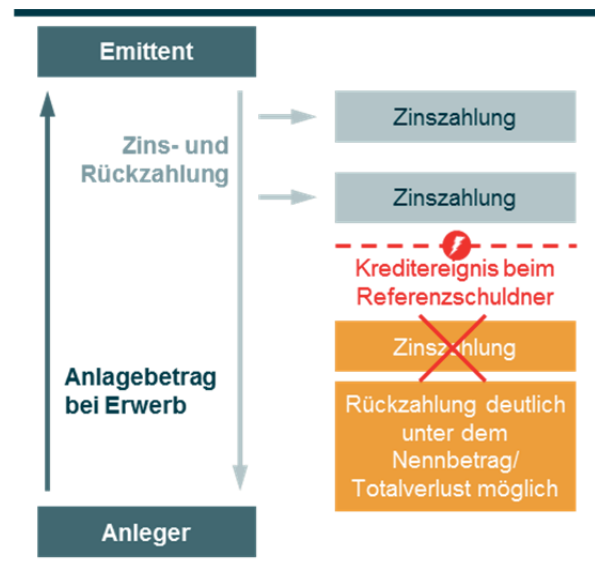 Emittent
Zins- und
Rückzahlung
Anlagebetrag
bei Erwerb
Anleger
Zinszahlung
Zinszahlung
Kreditereignis beim
Referenzschuldner
Zinszahlung
Rückzahlung deutlich
unter dem
Nennbetrag/
Totalverlust möglich